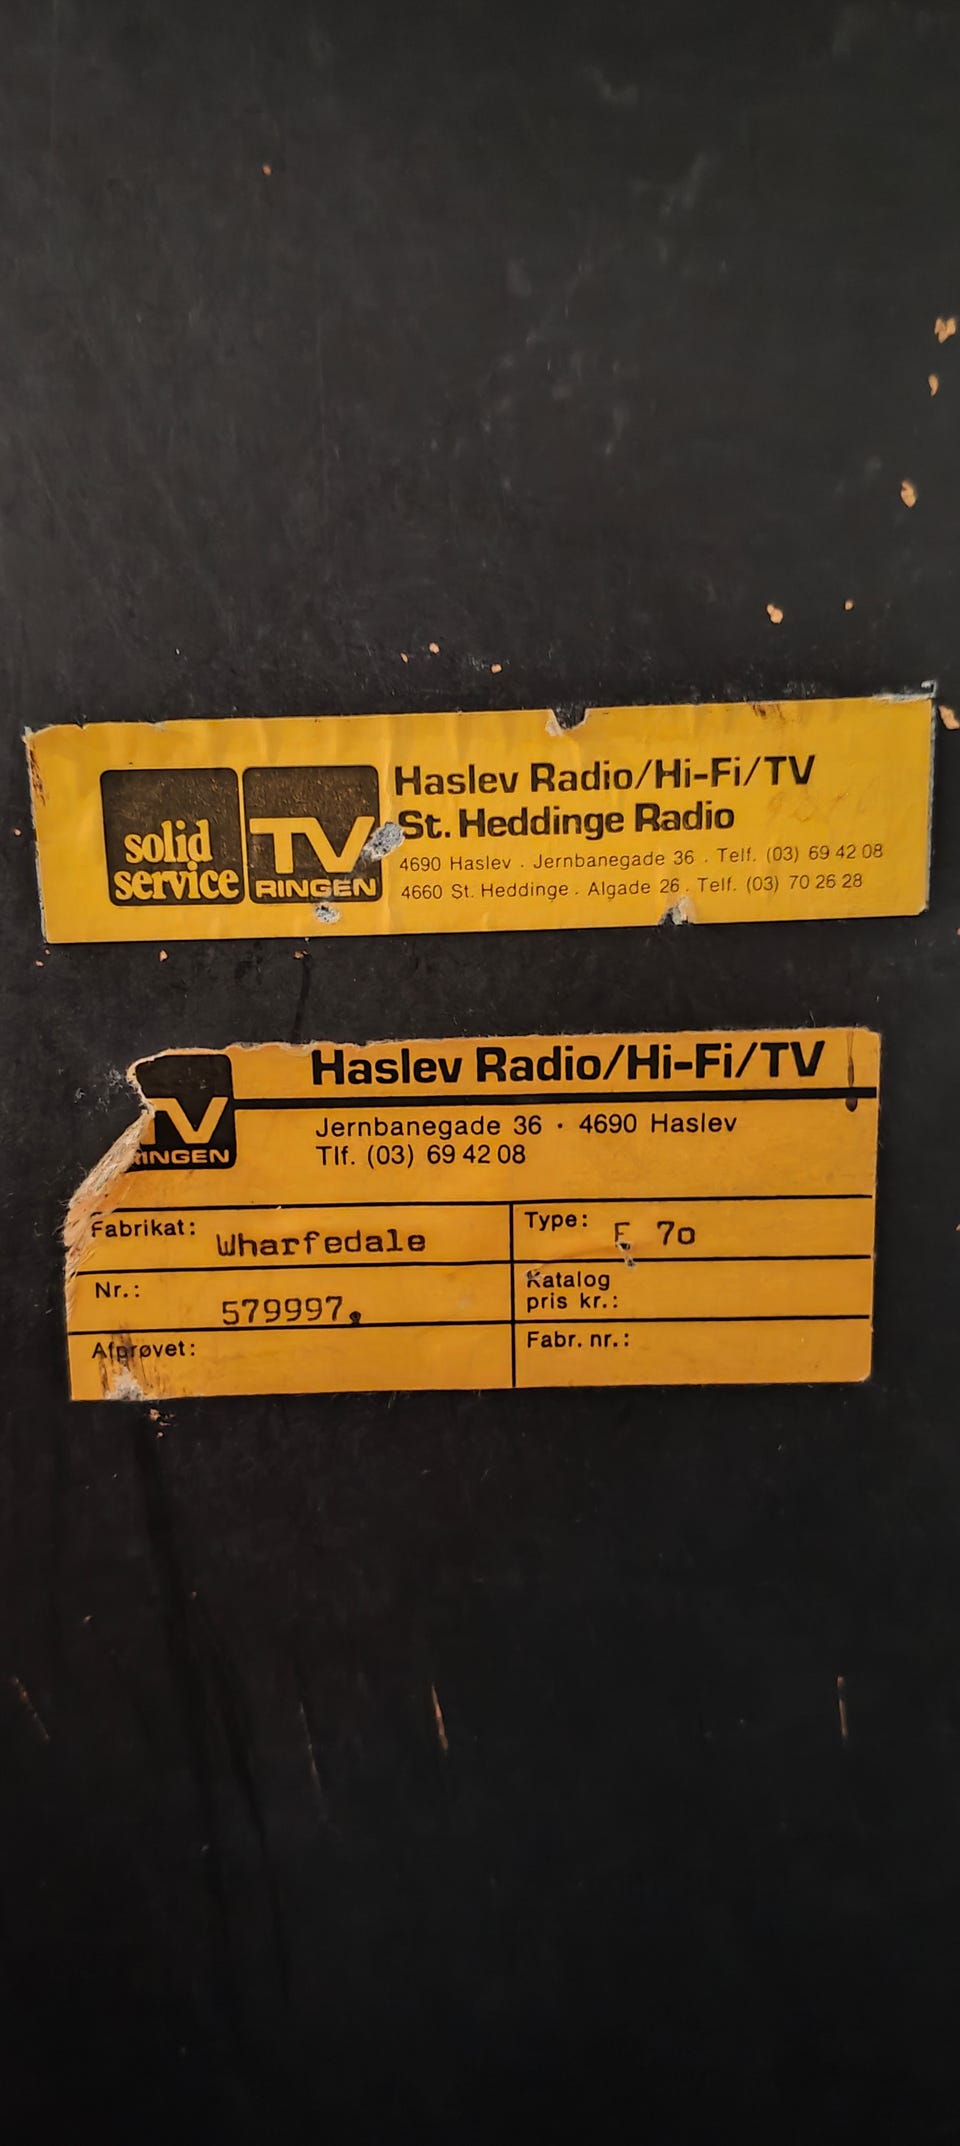 solid
service
TV
RINGEN
Haslev Radio/Hi-Fi/TV
St. Heddinge Radio
4690 Haslev . Jernbanegade 36 . Telf. (03) 69 42 08
4660 St. Heddinge . Algade 26 . Telf. (03) 70 26 28
TV
RINGEN
Haslev Radio/Hi-Fi/TV
Jernbanegade 36 · 4690 Haslev
Tlf. (03) 69 42 08
Fabrikat: Wharfedale
Type: E 70
Nr.: 579997.
Katalog
pris kr.:
Afprøvet:
Fabr. nr.: